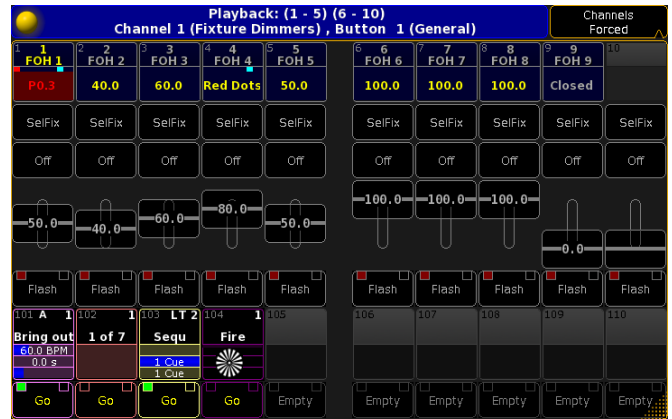 Playback: (1 - 5) (6 - 10)
Channel 1 (Fixture Dimmers) , Button 1 (General)
Channels
Forced
1 1 2 2 3 3 4 4 5 5 6 6 7 7 8 8 9 9 10
FOH 1 FOH 2 FOH 3 FOH 4 FOH 5 FOH 6 FOH 7 FOH 8 FOH 9
P0.3 40.0 60.0 Red Dots 50.0 100.0 100.0 100.0 Closed
SelFix SelFix SelFix SelFix SelFix SelFix SelFix SelFix SelFix SelFix
Off Off Off Off Off Off Off Off Off Off
50.0 40.0 60.0 80.0 50.0 100.0 100.0 100.0 0.0
Flash Flash Flash Flash Flash Flash Flash Flash Flash Flash
101 A 1 102 1 103 LT 2 104 1 105 106 107 108 109 110
Bring out 1 of 7 Sequ Fire
60.0 BPM
0.0 s 1 Cue
1 Cue
Go Go Go Go Empty Empty Empty Empty Empty Empty